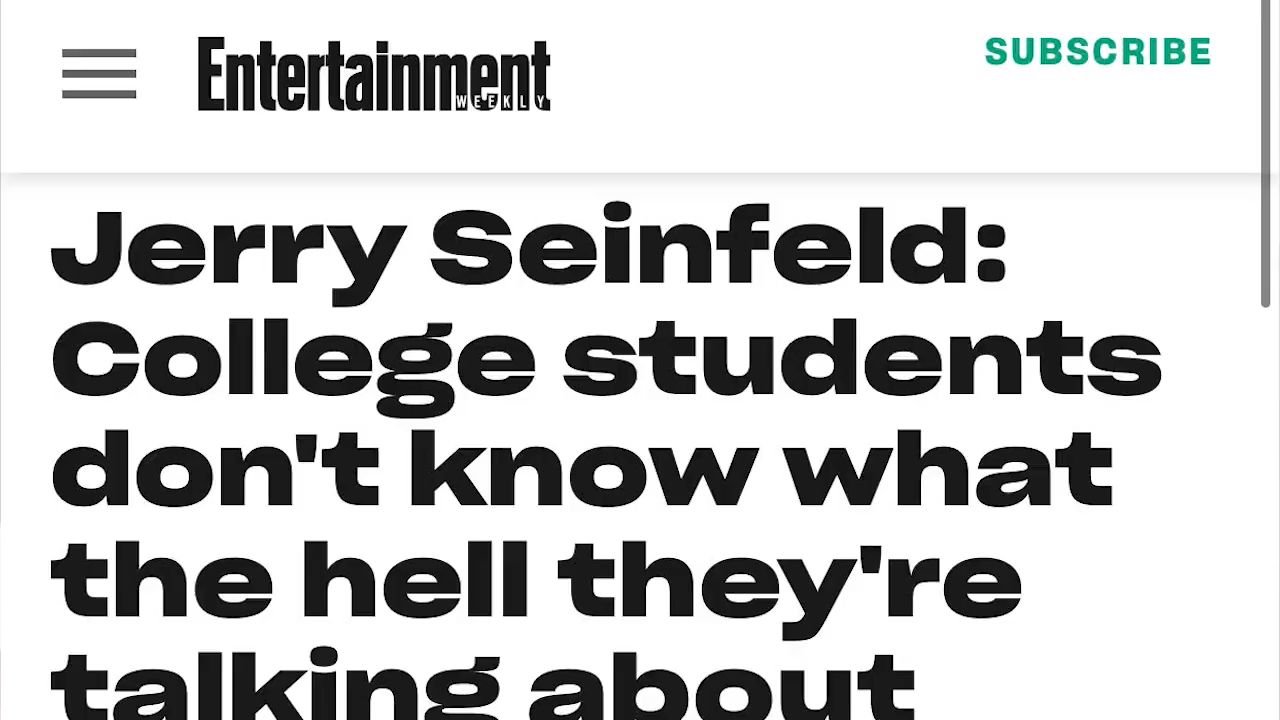 Entertainment
WEEKLY
SUBSCRIBE
Jerry Seinfeld:
College students
don't know what
the hell they're
talking about